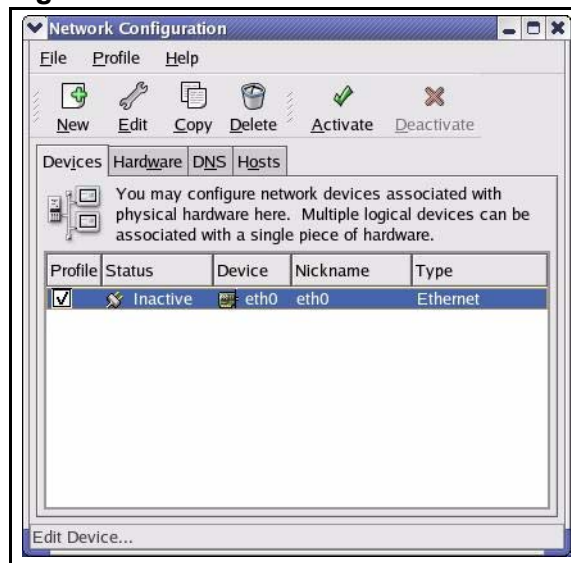 Network Configuration
File Profile Help
New Edit Copy Delete Activate Deactivate
Devices Hardware DNS Hosts
You may configure network devices associated with
physical hardware here. Multiple logical devices can be
associated with a single piece of hardware.
Profile Status Device Nickname Type
Inactive eth0 eth0 Ethernet
Edit Device...